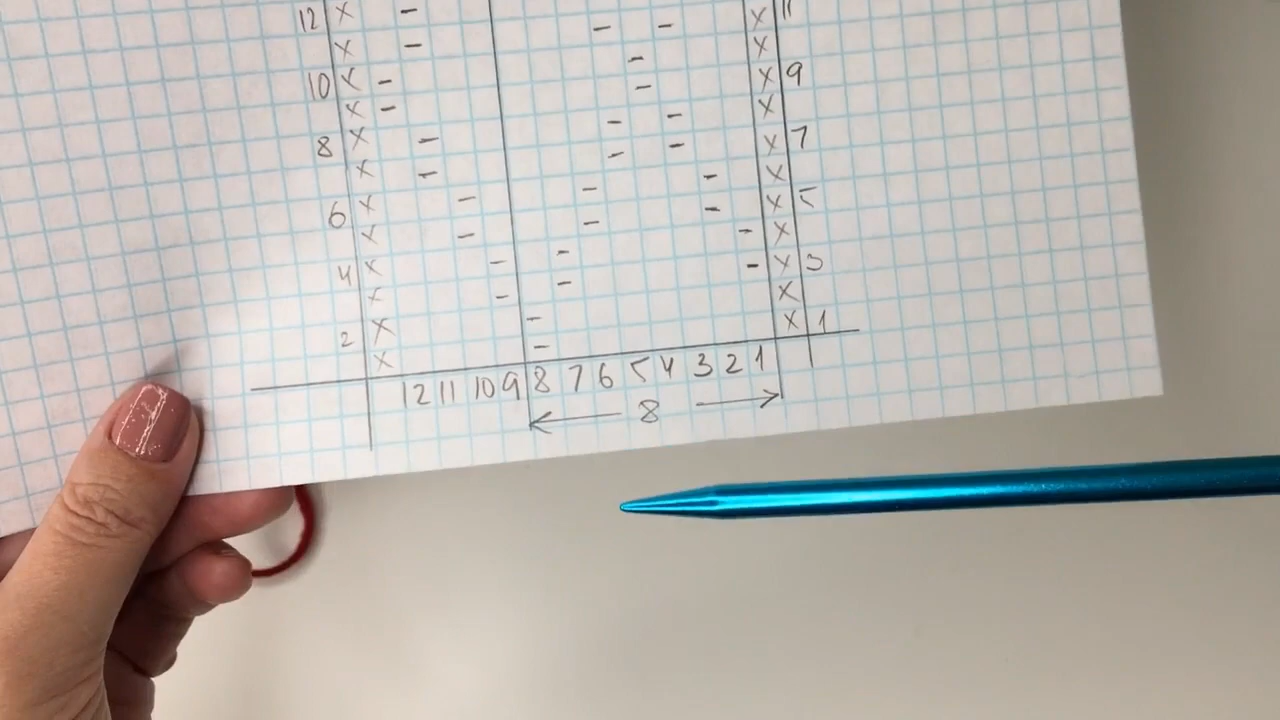 12 x - - - x 11
x - - x
10 x - - x 9
x - - - x
8 x - - - x 7
x - - - x
6 x - - - x 5
x - - - x
4 x - - - x 3
x - - x
2 x - x 1
x -
12 11 10 9 8 7 6 5 4 3 2 1
8